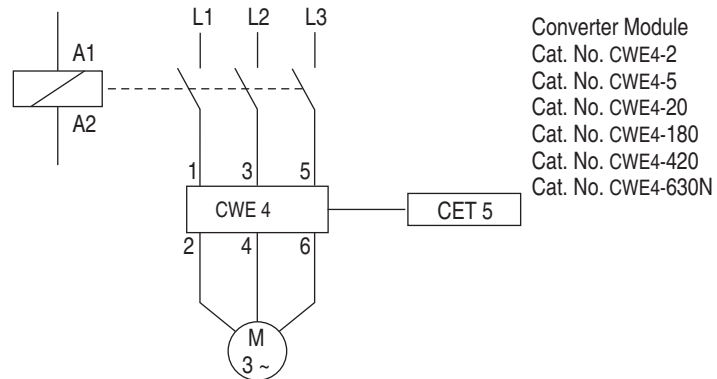 L1 L2 L3
A1
A2
1 3 5
CWE 4
CET 5
2 4 6
M
3 ~
Converter Module
Cat. No. CWE4-2
Cat. No. CWE4-5
Cat. No. CWE4-20
Cat. No. CWE4-180
Cat. No. CWE4-420
Cat. No. CWE4-630N